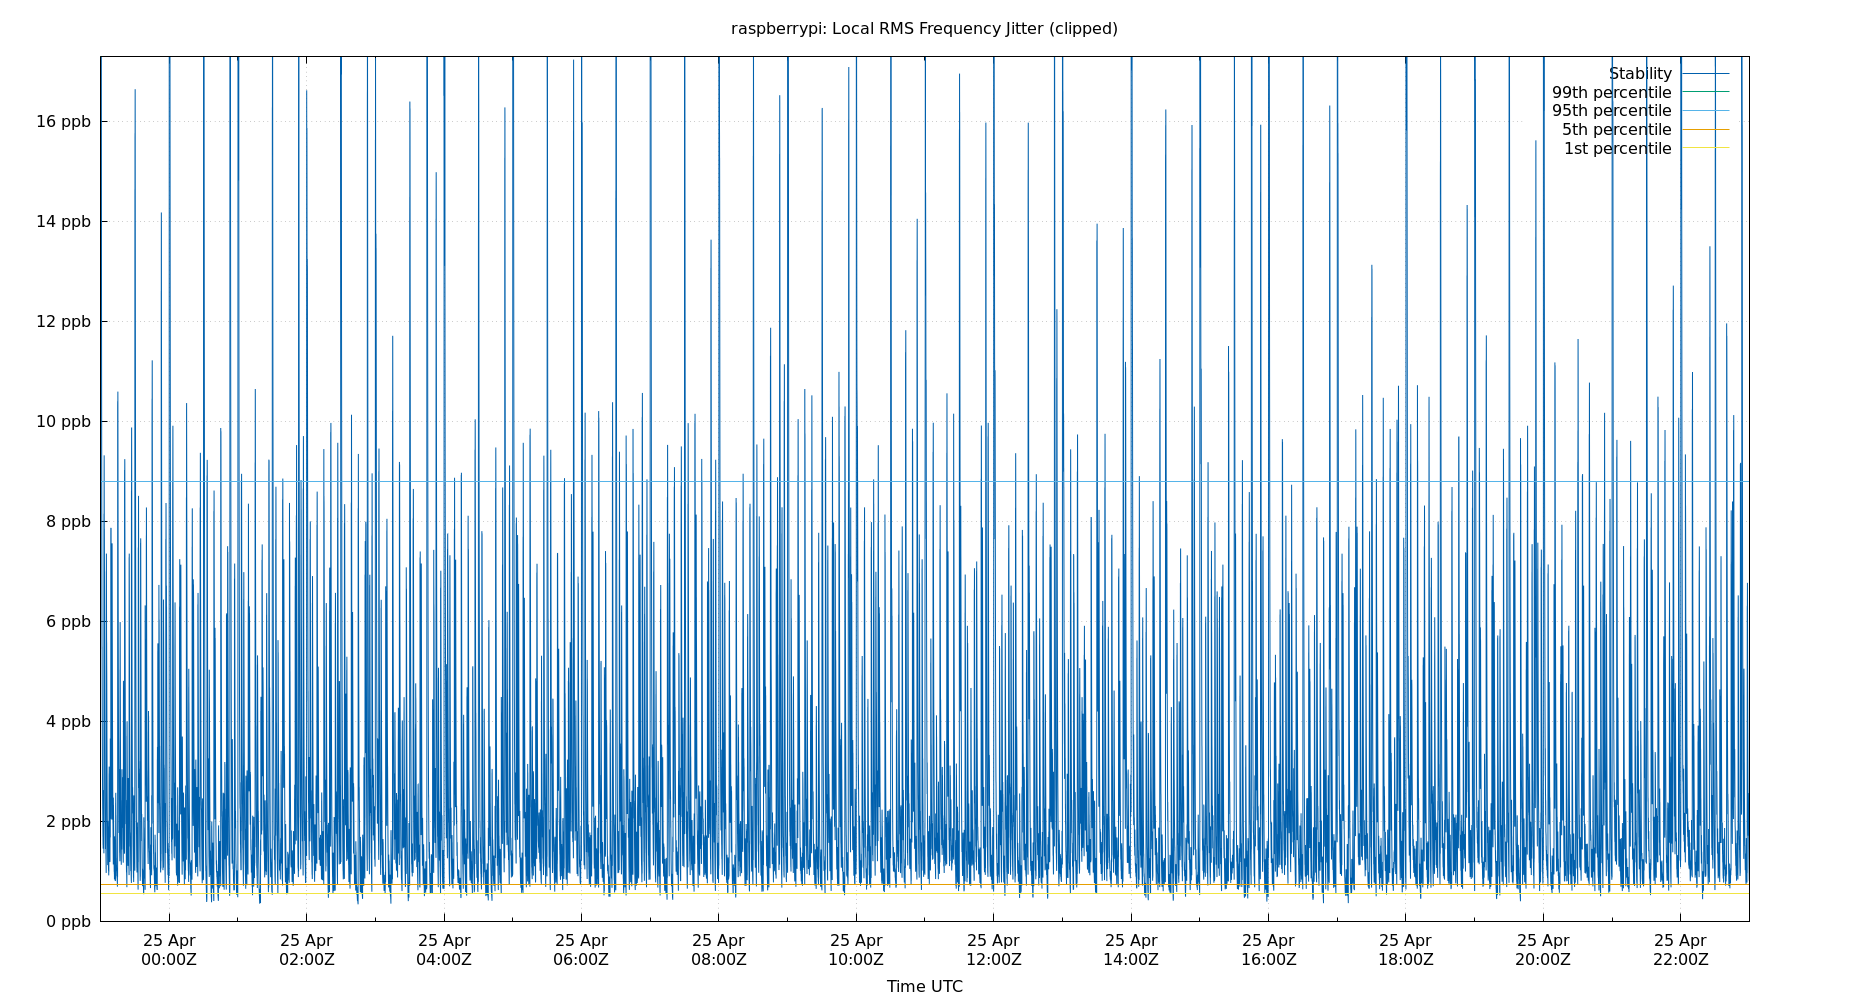 raspberrypi: Local RMS Frequency Jitter (clipped)
Stability
99th percentile
95th percentile
5th percentile
1st percentile
16 ppb
14 ppb
12 ppb
10 ppb
8 ppb
6 ppb
4 ppb
2 ppb
0 ppb
25 Apr 25 Apr 25 Apr 25 Apr 25 Apr 25 Apr 25 Apr 25 Apr 25 Apr 25 Apr 25 Apr 25 Apr
00:00Z 02:00Z 04:00Z 06:00Z 08:00Z 10:00Z 12:00Z 14:00Z 16:00Z 18:00Z 20:00Z 22:00Z
Time UTC